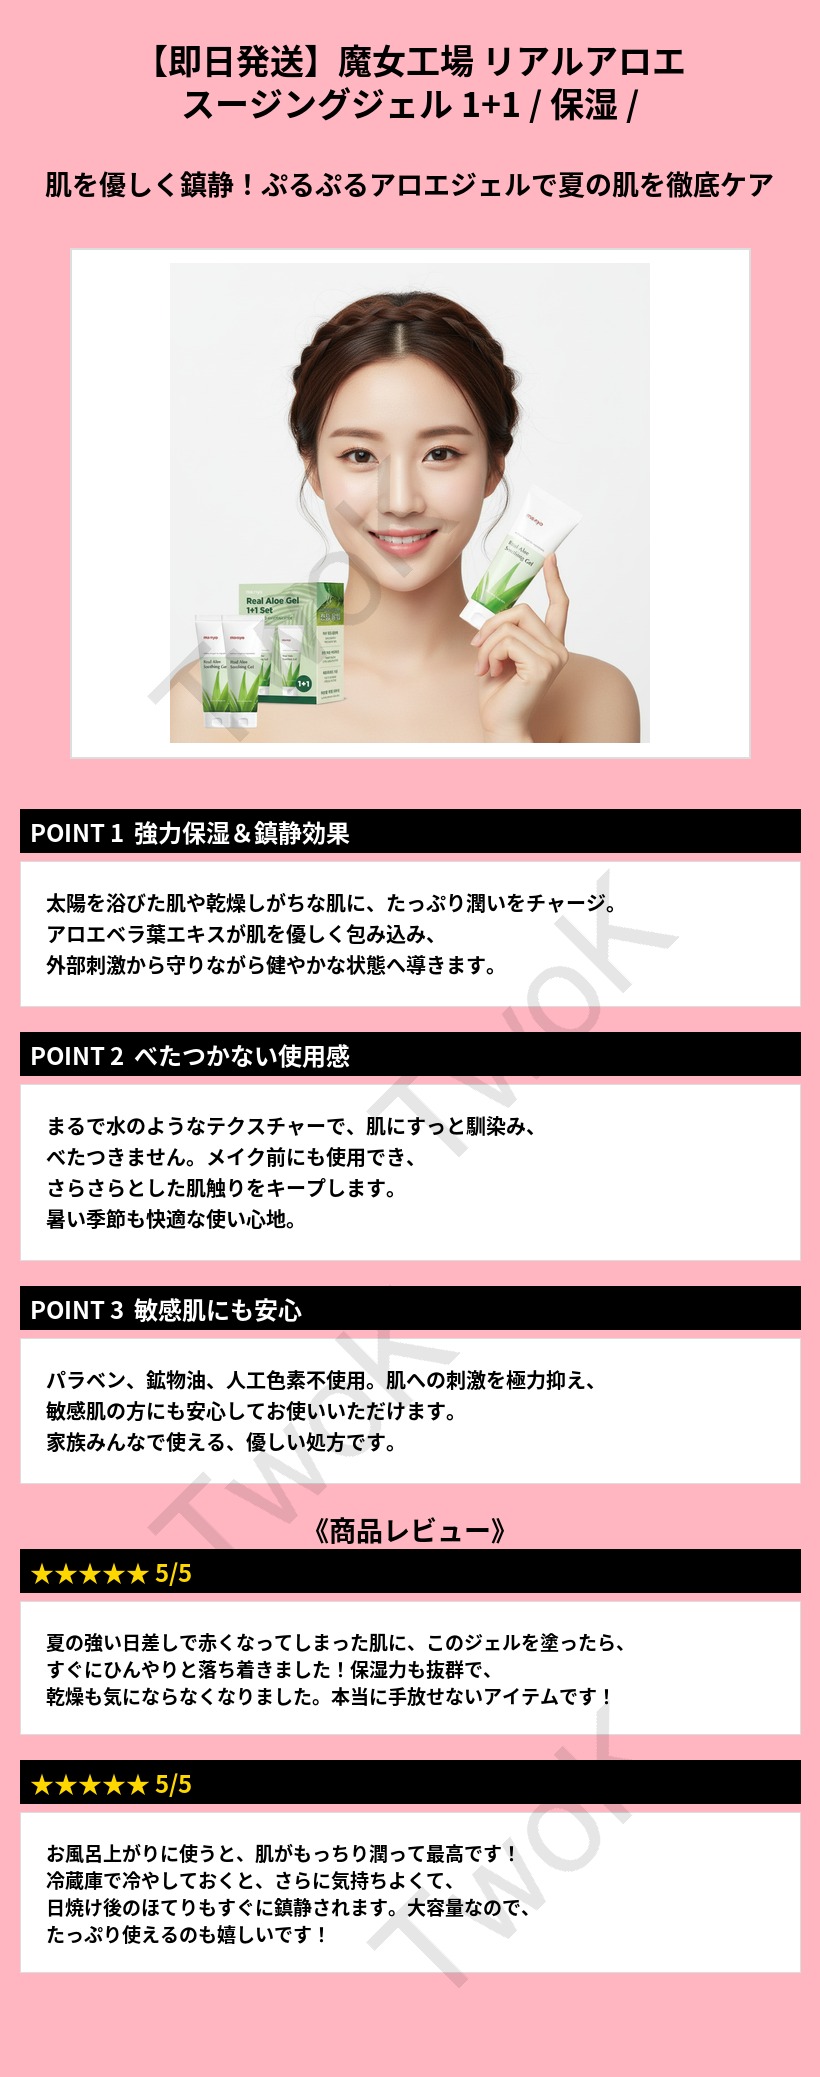 【即日発送】魔女工場 リアルアロエ
スージングジェル 1+1 / 保湿 /
肌を優しく鎮静！ぷるぷるアロエジェルで夏の肌を徹底ケア
ma:nyo
Real Aloe
Soothing Gel
Real Aloe Gel
1+1 Set
ma:nyo
ma:nyo
Real Aloe
Soothing Gel
Real Aloe
Soothing Gel
1+1
TwoK
POINT 1 強力保湿＆鎮静効果
太陽を浴びた肌や乾燥しがちな肌に、たっぷり潤いをチャージ。
アロエベラ葉エキスが肌を優しく包み込み、
外部刺激から守りながら健やかな状態へ導きます。
TwoK
POINT 2 べたつかない使用感
まるで水のようなテクスチャーで、肌にすっと馴染み、
べたつきません。メイク前にも使用でき、
さらさらとした肌触りをキープします。
暑い季節も快適な使い心地。
POINT 3 敏感肌にも安心
パラベン、鉱物油、人工色素不使用。肌への刺激を極力抑え、
敏感肌の方にも安心してお使いいただけます。
家族みんなで使える、優しい処方です。
TwoK
《商品レビュー》
★★★★★ 5/5
夏の強い日差しで赤くなってしまった肌に、このジェルを塗ったら、
すぐにひんやりと落ち着きました！保湿力も抜群で、
乾燥も気にならなくなりました。本当に手放せないアイテムです！
★★★★★ 5/5
お風呂上がりに使うと、肌がもっちり潤って最高です！
冷蔵庫で冷やしておくと、さらに気持ちよくて、
日焼け後のほてりもすぐに鎮静されます。大容量なので、
たっぷり使えるのも嬉しいです！
TwoK